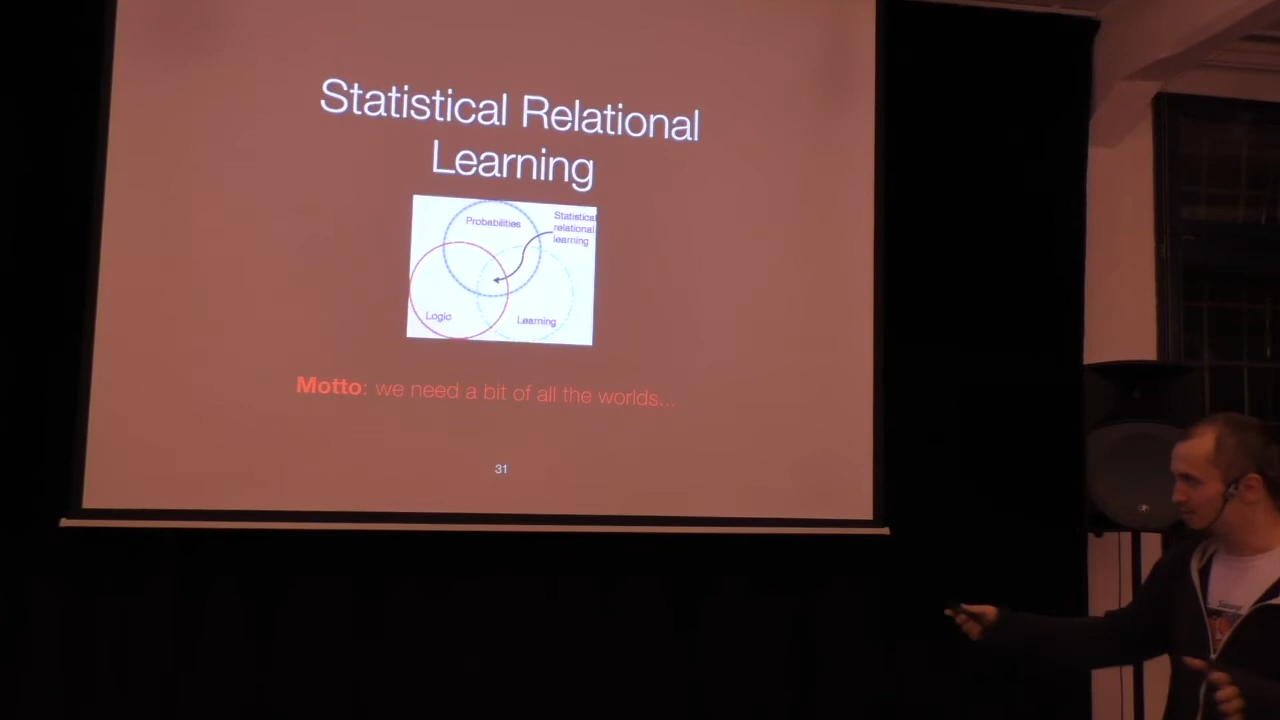 Statistical Relational
Learning
Probabilities
Statistical
relational
learning
Logic
Learning
Motto: we need a bit of all the worlds...
31